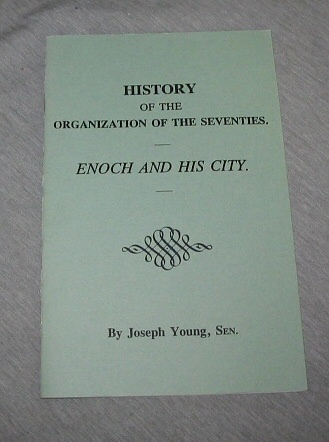 HISTORY
OF THE
ORGANIZATION OF THE SEVENTIES.
ENOCH AND HIS CITY.
By Joseph Young, Sen.